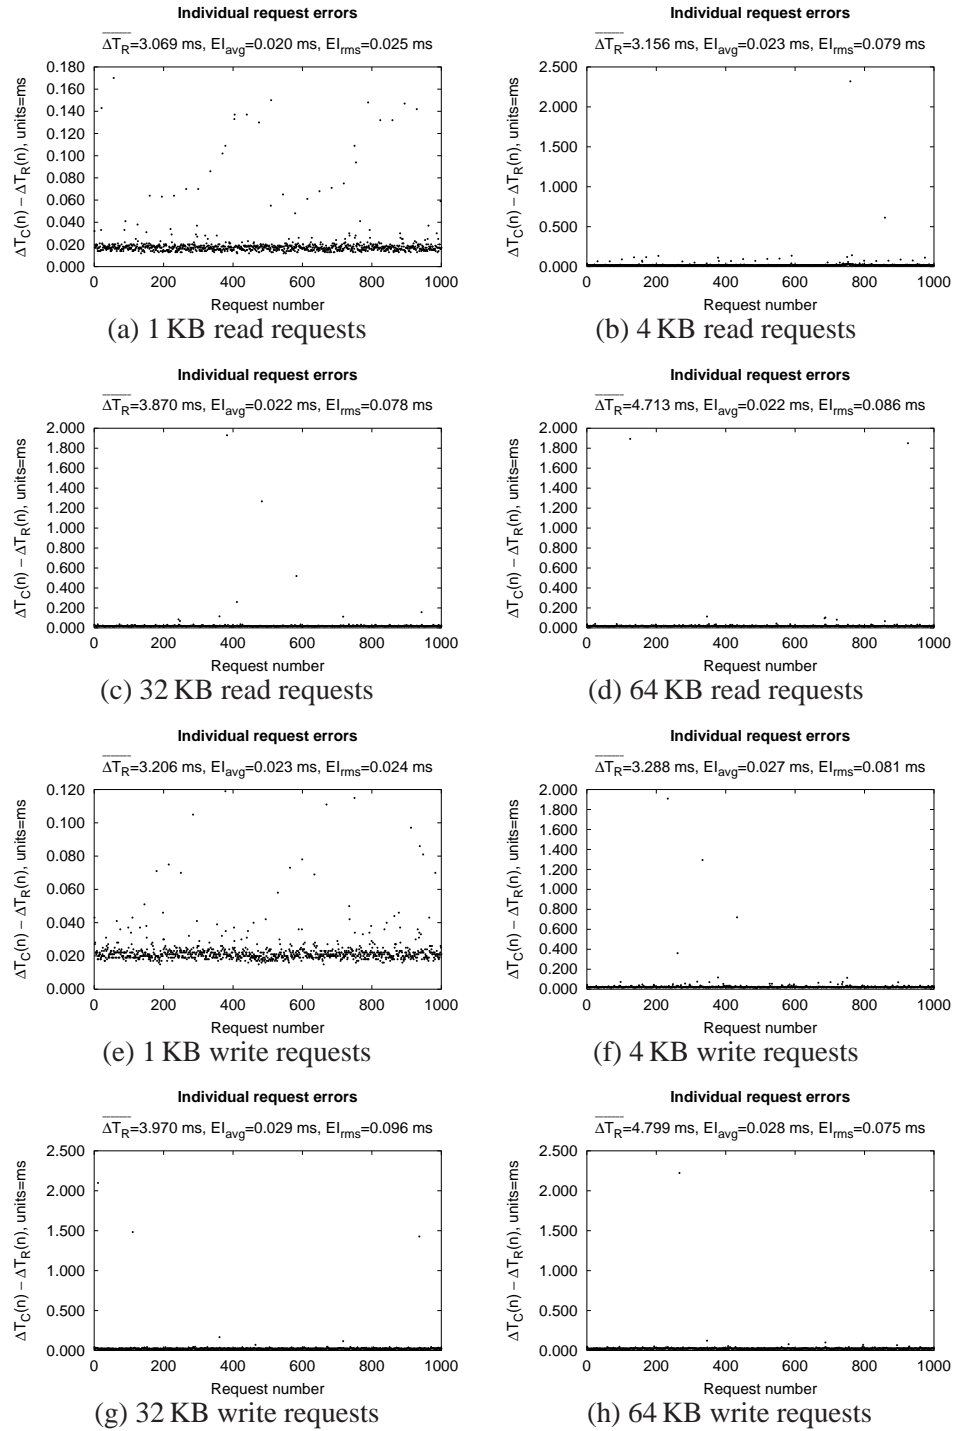 Individual request errors
ΔT_R=3.069 ms, EI_avg=0.020 ms, EI_rms=0.025 ms
0.180
0.160
0.140
0.120
0.100
0.080
0.060
0.040
0.020
0.000
ΔT_C(n) − ΔT_R(n), units=ms
0 200 400 600 800 1000
Request number
(a) 1 KB read requests
Individual request errors
ΔT_R=3.156 ms, EI_avg=0.023 ms, EI_rms=0.079 ms
2.500
2.000
1.500
1.000
0.500
0.000
ΔT_C(n) − ΔT_R(n), units=ms
0 200 400 600 800 1000
Request number
(b) 4 KB read requests
Individual request errors
ΔT_R=3.870 ms, EI_avg=0.022 ms, EI_rms=0.078 ms
2.000
1.800
1.600
1.400
1.200
1.000
0.800
0.600
0.400
0.200
0.000
ΔT_C(n) − ΔT_R(n), units=ms
0 200 400 600 800 1000
Request number
(c) 32 KB read requests
Individual request errors
ΔT_R=4.713 ms, EI_avg=0.022 ms, EI_rms=0.086 ms
2.000
1.800
1.600
1.400
1.200
1.000
0.800
0.600
0.400
0.200
0.000
ΔT_C(n) − ΔT_R(n), units=ms
0 200 400 600 800 1000
Request number
(d) 64 KB read requests
Individual request errors
ΔT_R=3.206 ms, EI_avg=0.023 ms, EI_rms=0.024 ms
0.120
0.100
0.080
0.060
0.040
0.020
0.000
ΔT_C(n) − ΔT_R(n), units=ms
0 200 400 600 800 1000
Request number
(e) 1 KB write requests
Individual request errors
ΔT_R=3.288 ms, EI_avg=0.027 ms, EI_rms=0.081 ms
2.000
1.800
1.600
1.400
1.200
1.000
0.800
0.600
0.400
0.200
0.000
ΔT_C(n) − ΔT_R(n), units=ms
0 200 400 600 800 1000
Request number
(f) 4 KB write requests
Individual request errors
ΔT_R=3.970 ms, EI_avg=0.029 ms, EI_rms=0.096 ms
2.500
2.000
1.500
1.000
0.500
0.000
ΔT_C(n) − ΔT_R(n), units=ms
0 200 400 600 800 1000
Request number
(g) 32 KB write requests
Individual request errors
ΔT_R=4.799 ms, EI_avg=0.028 ms, EI_rms=0.075 ms
2.500
2.000
1.500
1.000
0.500
0.000
ΔT_C(n) − ΔT_R(n), units=ms
0 200 400 600 800 1000
Request number
(h) 64 KB write requests